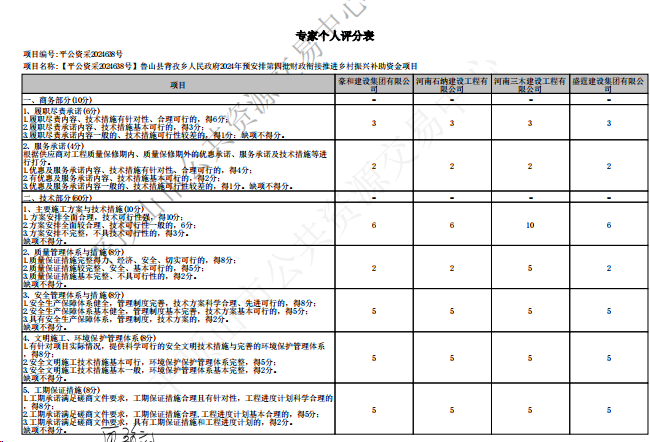 专家个人评分表
项目编号:平公资采2024638号
项目名称:【平公资采2024638号】鲁山县背孜乡人民政府2024年预安排第四批财政衔接推进乡村振兴补助资金项目
项目 豪和建设集团有限公司 河南石纳建设工程有限公司 河南三木建设工程有限公司 盛霆建设集团有限公司
一、商务部分(10分) - - - -
1、履职尽责承诺(6分)
1.履职尽责内容、技术措施有针对性、合理可行的，得6分；
2.履职尽责承诺内容、技术措施基本可行的，得3分；
3.履职尽责承诺内容一般的、技术措施可行性较差的，得1分；缺项不得分。
3 3 3 3
2、服务承诺(4分)
根据供应商对工程质量保修期内、质量保修期外的优惠承诺、服务承诺及技术措施等进行打分。
1.优惠及服务承诺内容、技术措施有针对性、合理可行的，得4分；
2.有优惠及服务承诺内容、技术措施基本可行的，得2分；
3.优惠及服务承诺内容一般的、技术措施可行性较差的，得1分。缺项不得分。
2 2 2 2
二、技术部分(60分) - - - -
1、主要施工方案与技术措施(10分)
1.方案安排全面合理，技术可行性强，得10分；
2.方案安排全面较合理、技术可行性一般的，6分；
3.方案安排不完整，不具技术可行性的，得3分。
缺项不得分。
6 6 10 6
2、质量管理体系与措施(8分)
1.质量保证措施完整得力、经济、安全、切实可行的，得8分；
2.质量保证措施较完整、安全、基本可行的，得5分；
3.质量保证措施基本完整、不具可行性的，得2分。
缺项不得分。
2 2 5 2
3、安全管理体系与措施(8分)
1.安全生产保障体系健全，管理制度完善，技术方案科学合理、先进可行的，得8分；
2.安全生产保障体系基本健全，管理制度基本完善，技术方案基本可行的，得5分；
3.具有安全生产保障体系，管理制度，技术方案的，得2分。
缺项不得分。
5 5 5 5
4、文明施工、环境保护管理体系(8分)
1.有针对项目实际情况，提供科学可行的安全文明技术措施与完善的环境保护管理体系，得8分；
2.安全文明施工技术措施基本可行，环境保护保护管理体系完整，得5分；
3.安全文明施工技术措施基本一般，环境保护管理体系基本完整，得2分。
缺项不得分。
5 5 5 5
5、工期保证措施(8分)
1.工期承诺满足磋商文件要求，工期保证措施合理且有针对性，工程进度计划科学合理的，得8分；
2.工期承诺满足磋商文件要求，工期保证措施合理，工程进度计划基本合理的，得5分；
3.工期承诺满足磋商文件要求，具有工期保证措施和工程进度计划的，得2分。
缺项不得分。
5 5 5 5